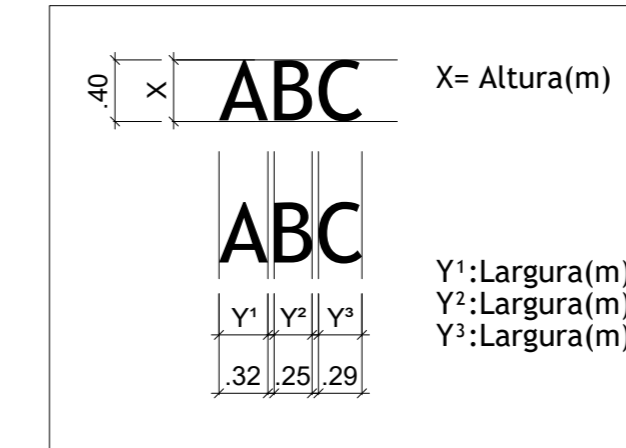 .40
X
ABC
X= Altura(m)
ABC
Y¹:Largura(m)
Y²:Largura(m)
Y³:Largura(m)
Y¹ Y² Y³
.32 .25 .29